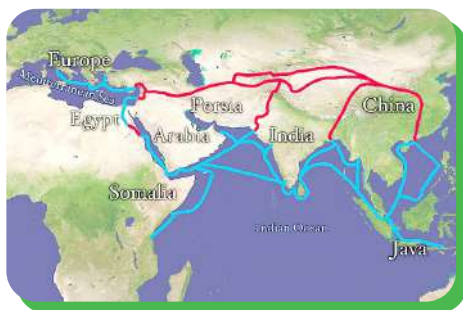 Europe
Mediterranean Sea
Egypt
Persia
China
Arabia
India
Somalia
Indian Ocean
Java